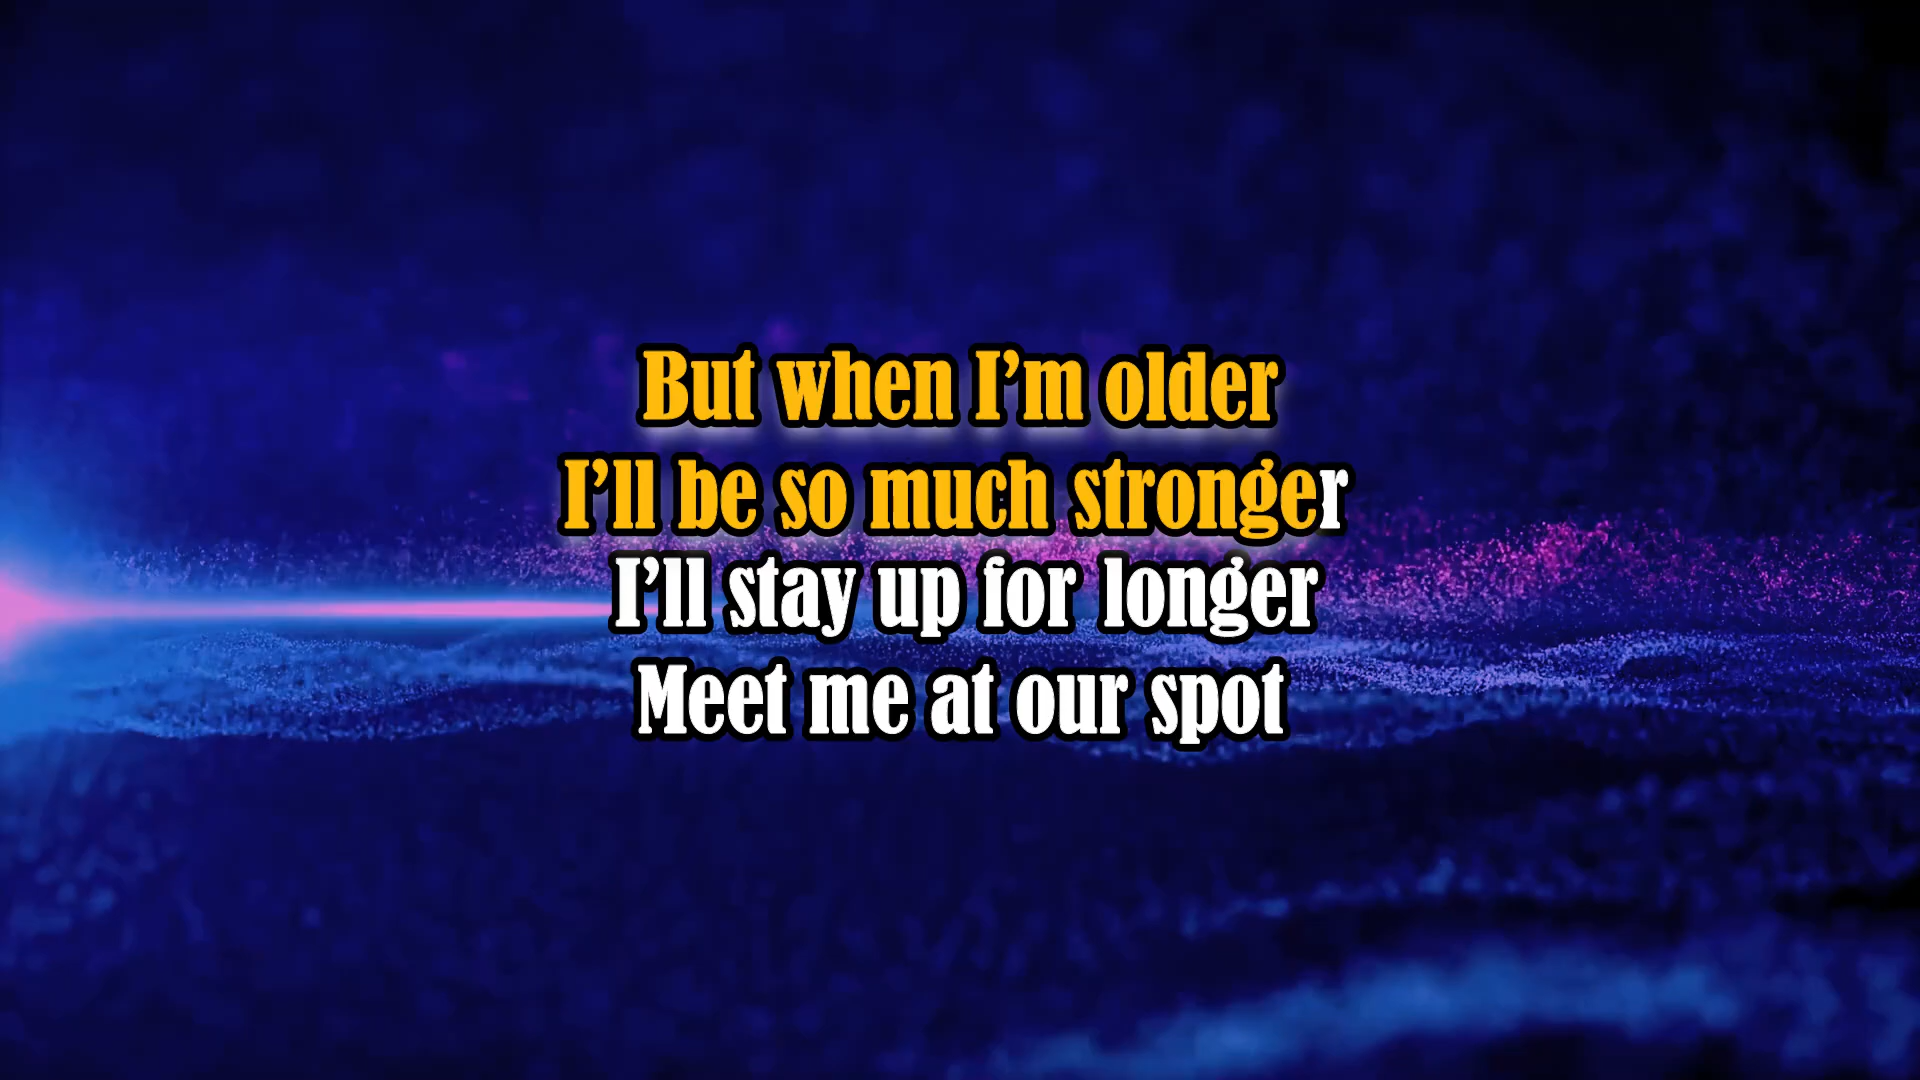 But when I’m older
I’ll be so much stronger
I’ll stay up for longer
Meet me at our spot